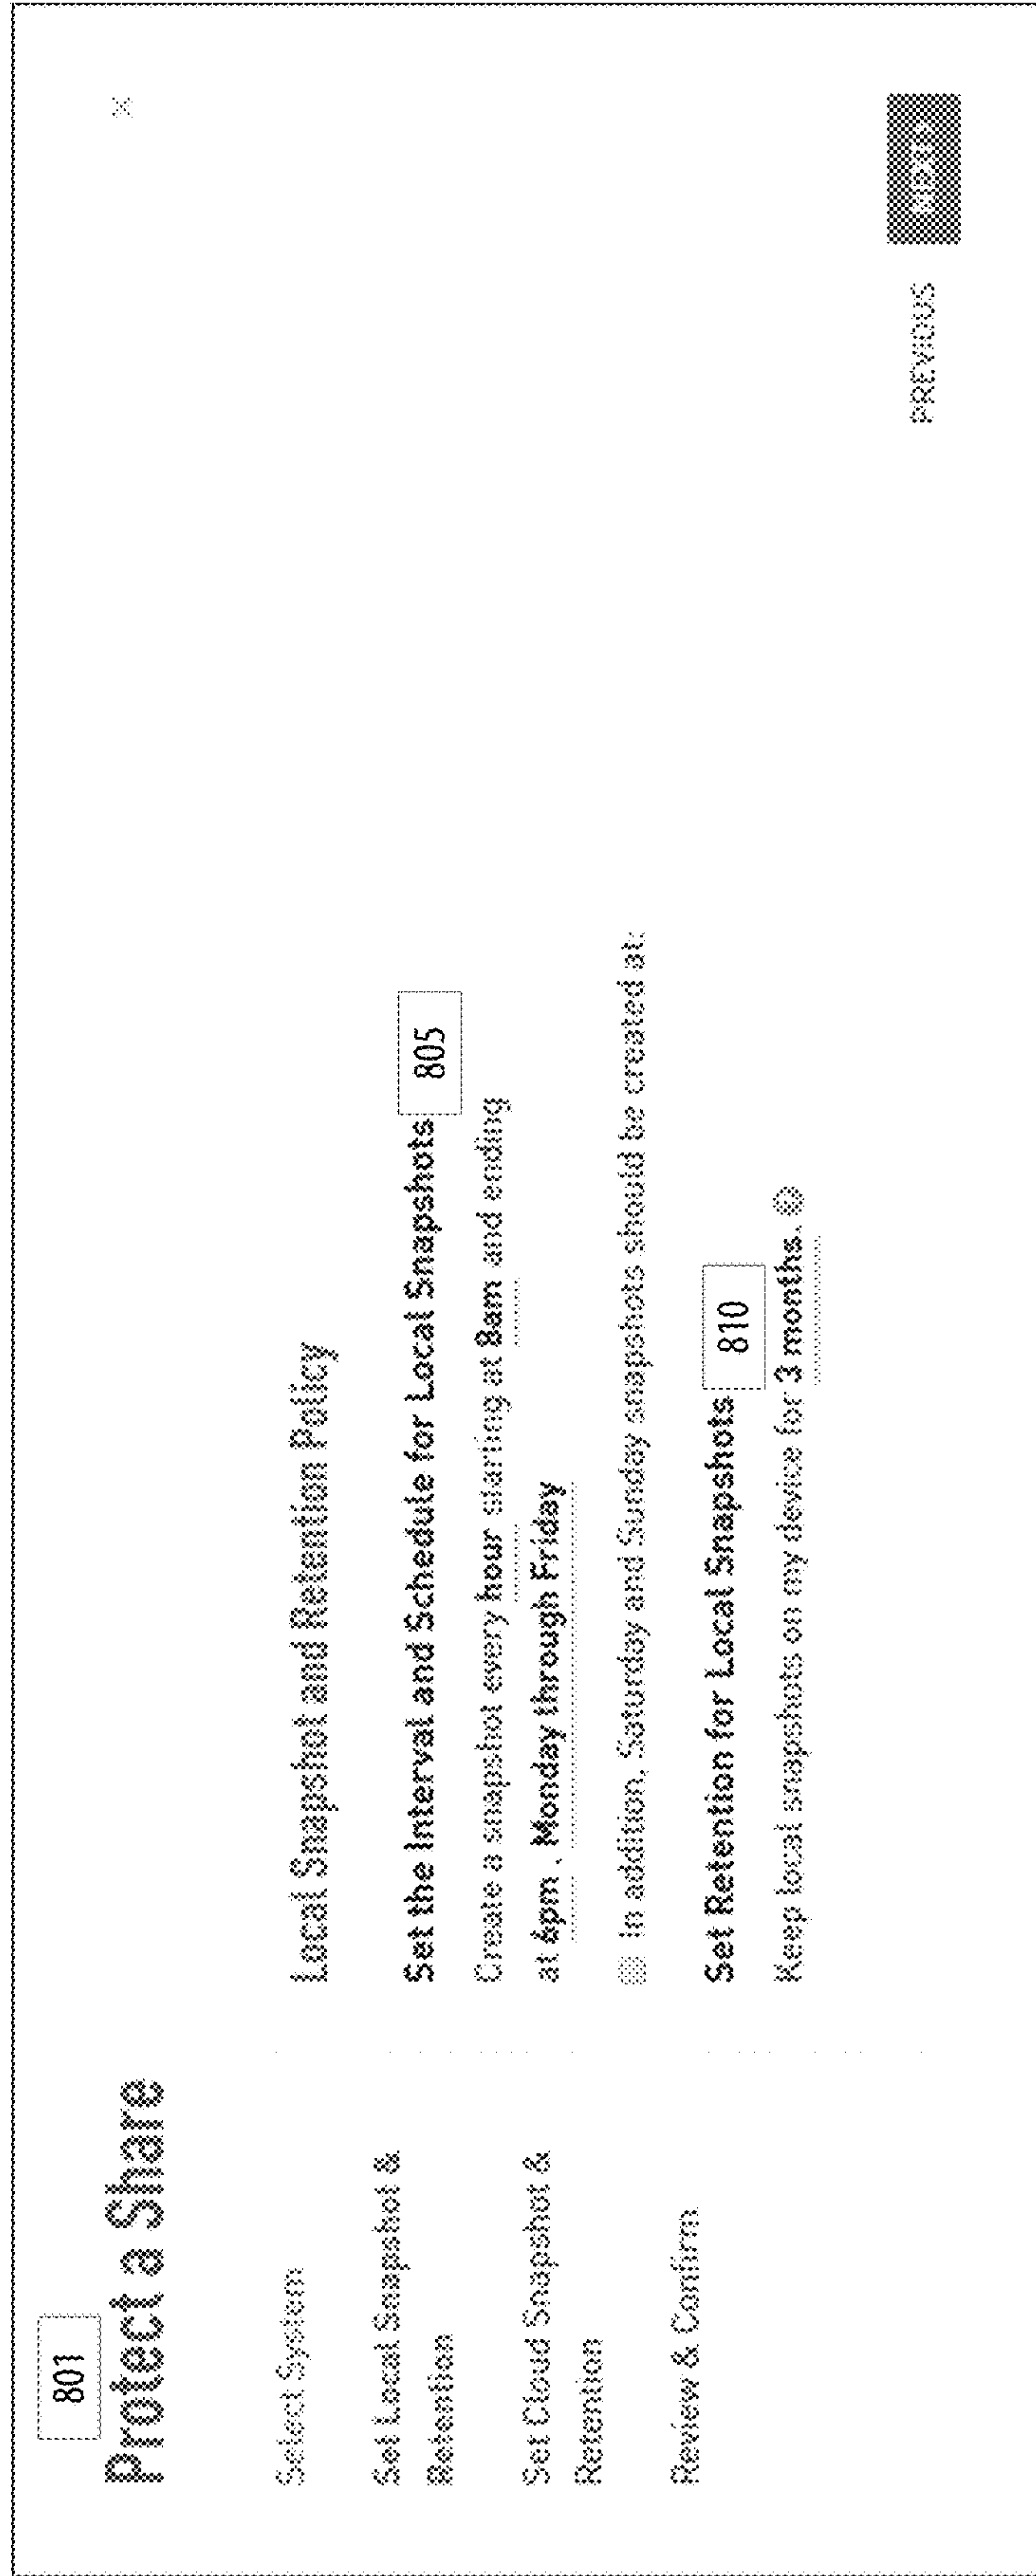 801
Protect a Share
×
Select System
Set Local Snapshot &
Retention
Set Cloud Snapshot &
Retention
Review & Confirm
Local Snapshot and Retention Policy
Set the Interval and Schedule for Local Snapshots 805
Create a snapshot every hour starting at 8am and ending
at 6pm , Monday through Friday
In addition, Saturday and Sunday snapshots should be created at:
Set Retention for Local Snapshots 810
Keep local snapshots on my device for 3 months.
PREVIOUS
NEXT